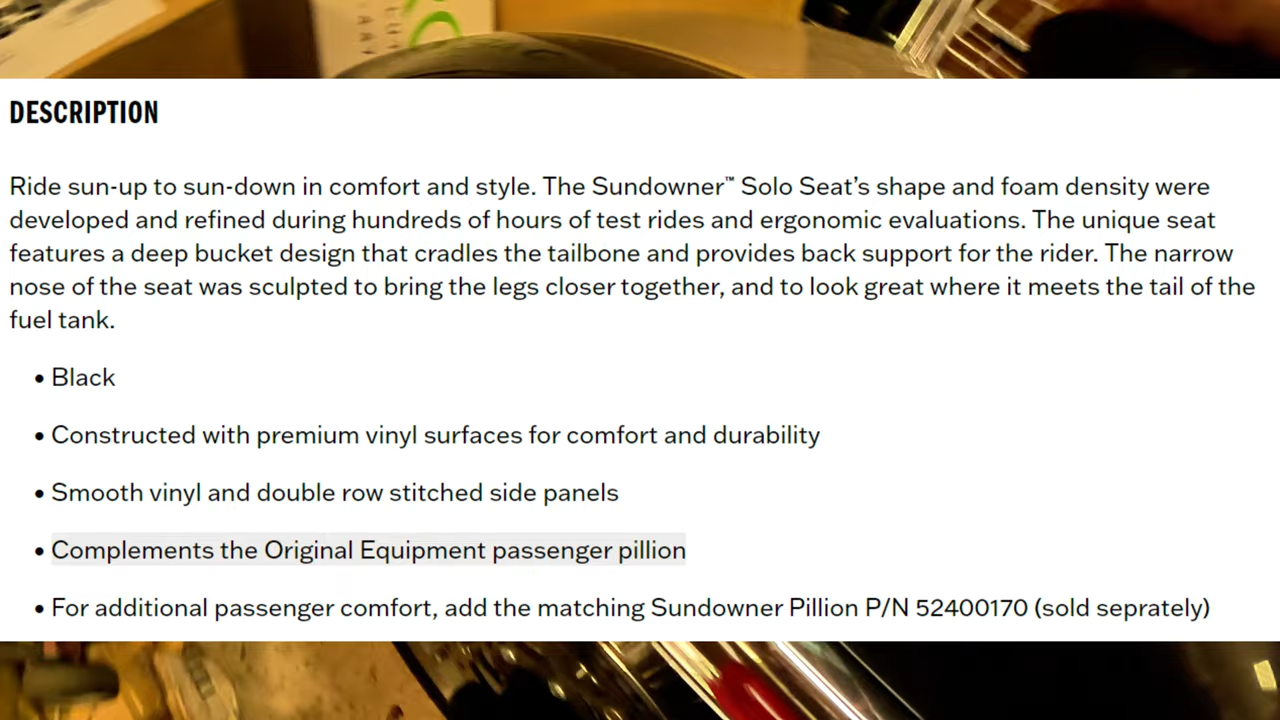 DESCRIPTION
Ride sun-up to sun-down in comfort and style. The Sundowner™ Solo Seat’s shape and foam density were
developed and refined during hundreds of hours of test rides and ergonomic evaluations. The unique seat
features a deep bucket design that cradles the tailbone and provides back support for the rider. The narrow
nose of the seat was sculpted to bring the legs closer together, and to look great where it meets the tail of the
fuel tank.
• Black
• Constructed with premium vinyl surfaces for comfort and durability
• Smooth vinyl and double row stitched side panels
• Complements the Original Equipment passenger pillion
• For additional passenger comfort, add the matching Sundowner Pillion P/N 52400170 (sold seprately)